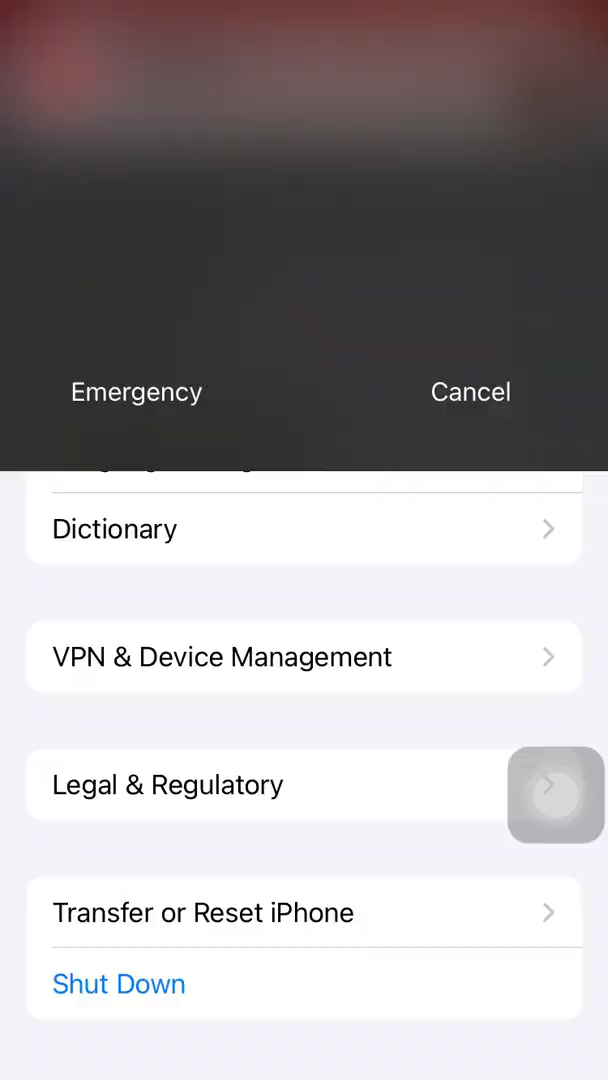 Emergency
Cancel
Dictionary
VPN & Device Management
Legal & Regulatory
Transfer or Reset iPhone
Shut Down